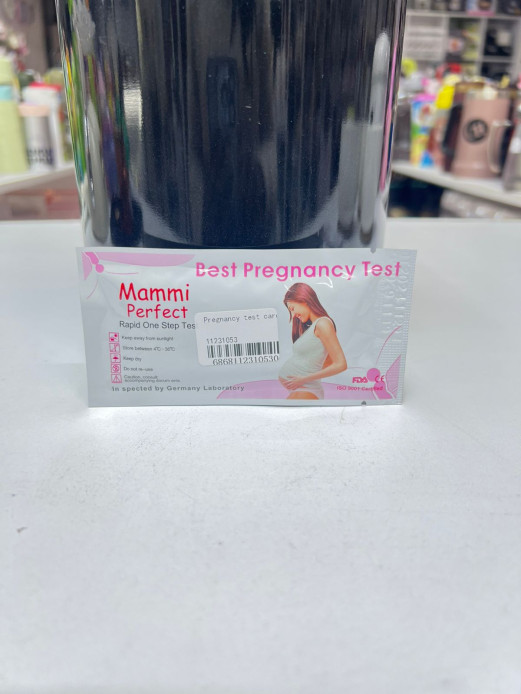 Best Pregnancy Test
Mammi
Perfect
Rapid One Step Tes
Pregnancy test car
11231053
6868112310530
Keep away from sunlight
Store between 4°C - 30°C
Keep dry
Do not re-use
Caution, consult
In spected by Germany Laboratory
FDA CE